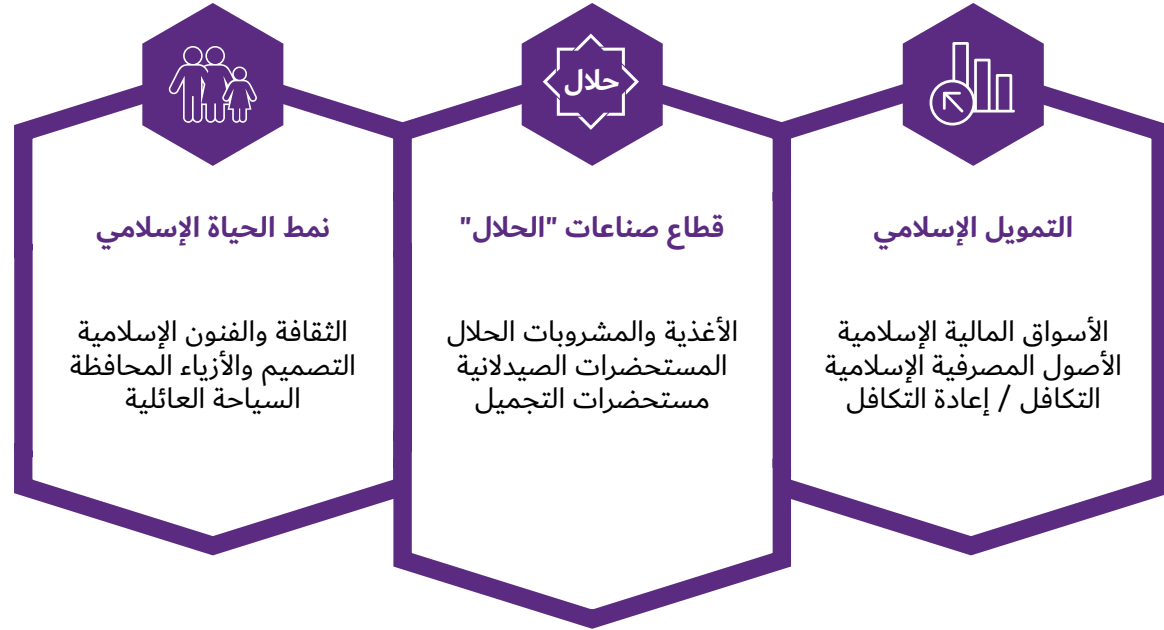 التمويل الإسلامي
الأسواق المالية الإسلامية
الأصول المصرفية الإسلامية
التكافل / إعادة التكافل
حلال
قطاع صناعات "الحلال"
الأغذية والمشروبات الحلال
المستحضرات الصيدلانية
مستحضرات التجميل
نمط الحياة الإسلامي
الثقافة والفنون الإسلامية
التصميم والأزياء المحافظة
السياحة العائلية